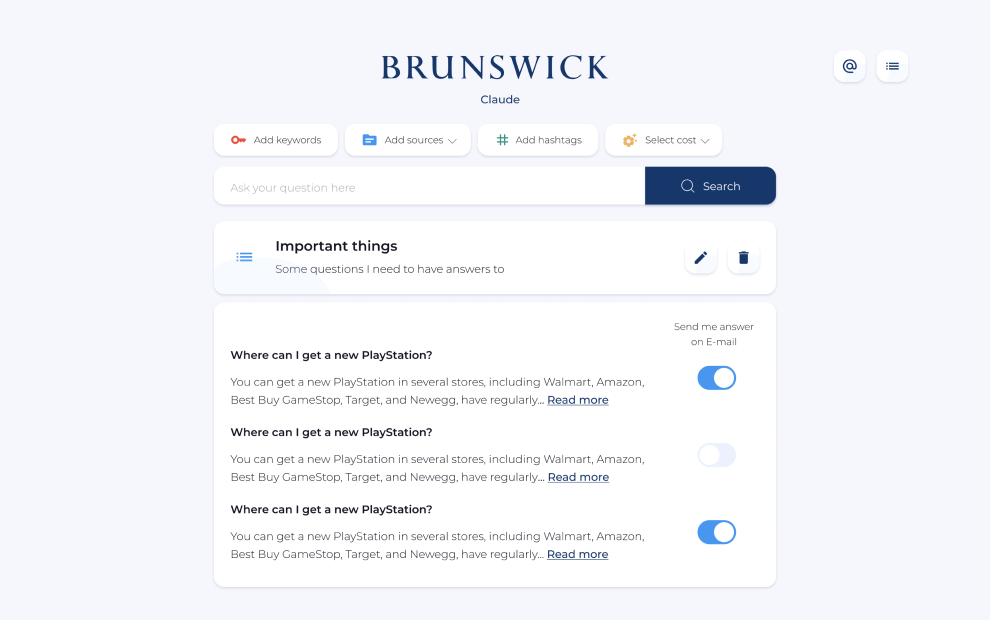 BRUNSWICK
Claude
Add keywords
Add sources
Add hashtags
Select cost
Ask your question here
Search
Important things
Some questions I need to have answers to
Send me answer
on E-mail
Where can I get a new PlayStation?
You can get a new PlayStation in several stores, including Walmart, Amazon,
Best Buy GameStop, Target, and Newegg, have regularly... Read more
Where can I get a new PlayStation?
You can get a new PlayStation in several stores, including Walmart, Amazon,
Best Buy GameStop, Target, and Newegg, have regularly... Read more
Where can I get a new PlayStation?
You can get a new PlayStation in several stores, including Walmart, Amazon,
Best Buy GameStop, Target, and Newegg, have regularly... Read more